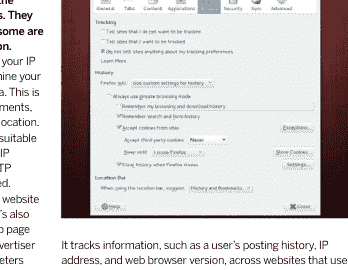 the
s. They
some are
on.
your IP
mine your
a. This is
ments,
ocation.
suitable
IP
TP
ed.
website
's also
o page
vertiser
eters
General Tabs Content Applications Security Sync Advanced
Tracking
Tell sites that I do not want to be tracked
Tell sites that I want to be tracked
Do not tell sites anything about my tracking preferences
Learn More
History
Firefox will: Use custom settings for history
Always use private browsing mode
Remember my browsing and download history
Remember search and form history
Accept cookies from sites Exceptions...
Accept third-party cookies: Never
Keep until: I close Firefox Show Cookies...
Clear history when Firefox closes Settings...
Location Bar
When using the location bar, suggest: History and Bookmarks
Help Close
It tracks information, such as a user's posting history, IP
address, and web browser version, across websites that use